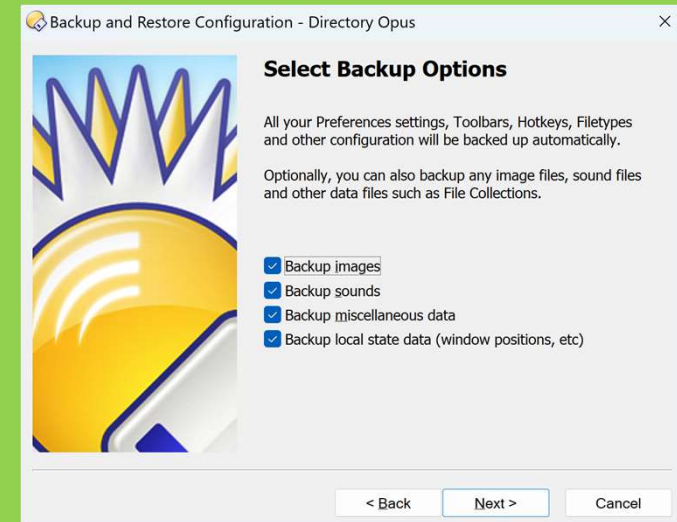 Backup and Restore Configuration - Directory Opus
Select Backup Options
All your Preferences settings, Toolbars, Hotkeys, Filetypes
and other configuration will be backed up automatically.
Optionally, you can also backup any image files, sound files
and other data files such as File Collections.
Backup images
Backup sounds
Backup miscellaneous data
Backup local state data (window positions, etc)
< Back Next > Cancel